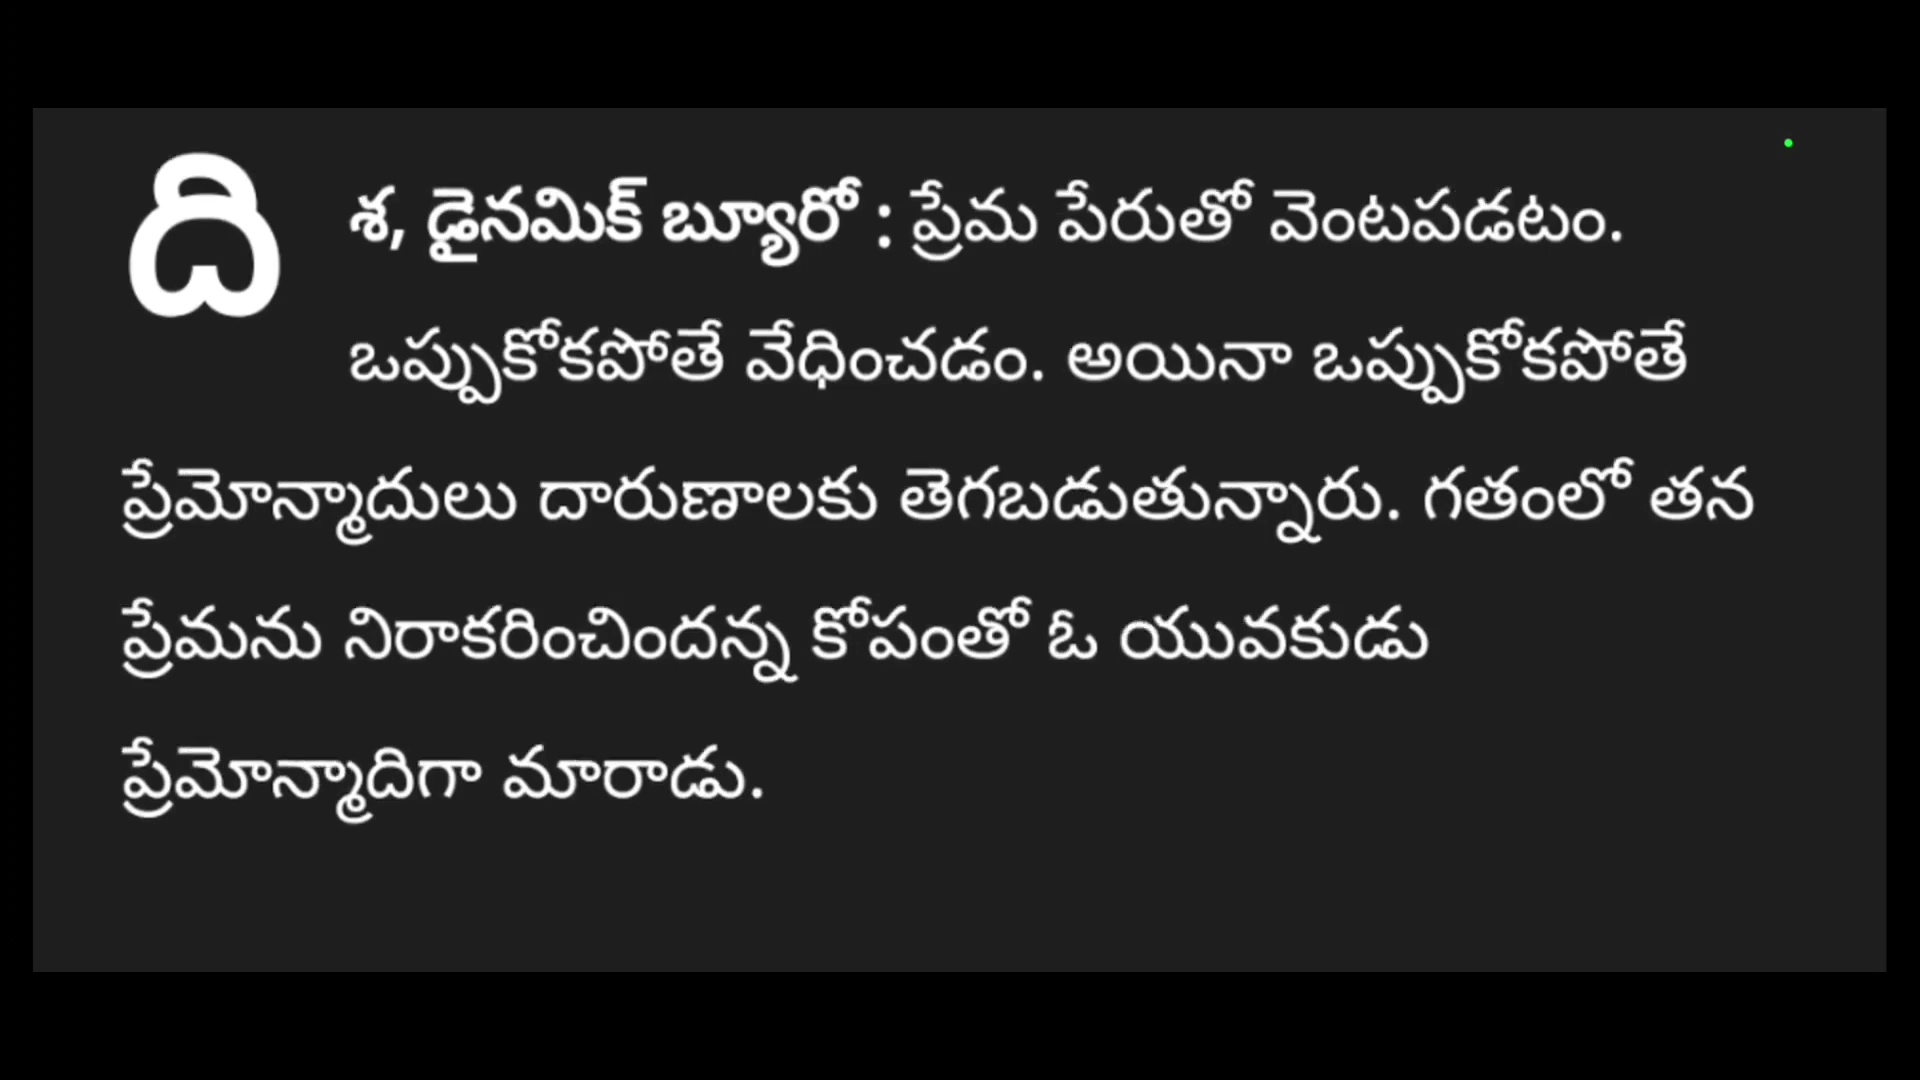 దిశ, డైనమిక్ బ్యూరో : ప్రేమ పేరుతో వెంటపడటం.
ఒప్పుకోకపోతే వేధించడం. అయినా ఒప్పుకోకపోతే
ప్రేమోన్మాదులు దారుణాలకు తెగబడుతున్నారు. గతంలో తన
ప్రేమను నిరాకరించిందన్న కోపంతో ఓ యువకుడు
ప్రేమోన్మాదిగా మారాడు.